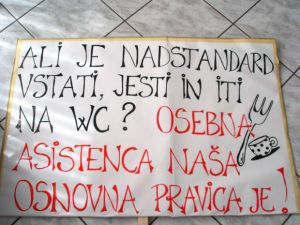 ALI JE NADSTANDARD
VSTATI, JESTI IN ITI
NA WC? OSEBNA
ASISTENCA NAŠA
OSNOVNA PRAVICA JE!